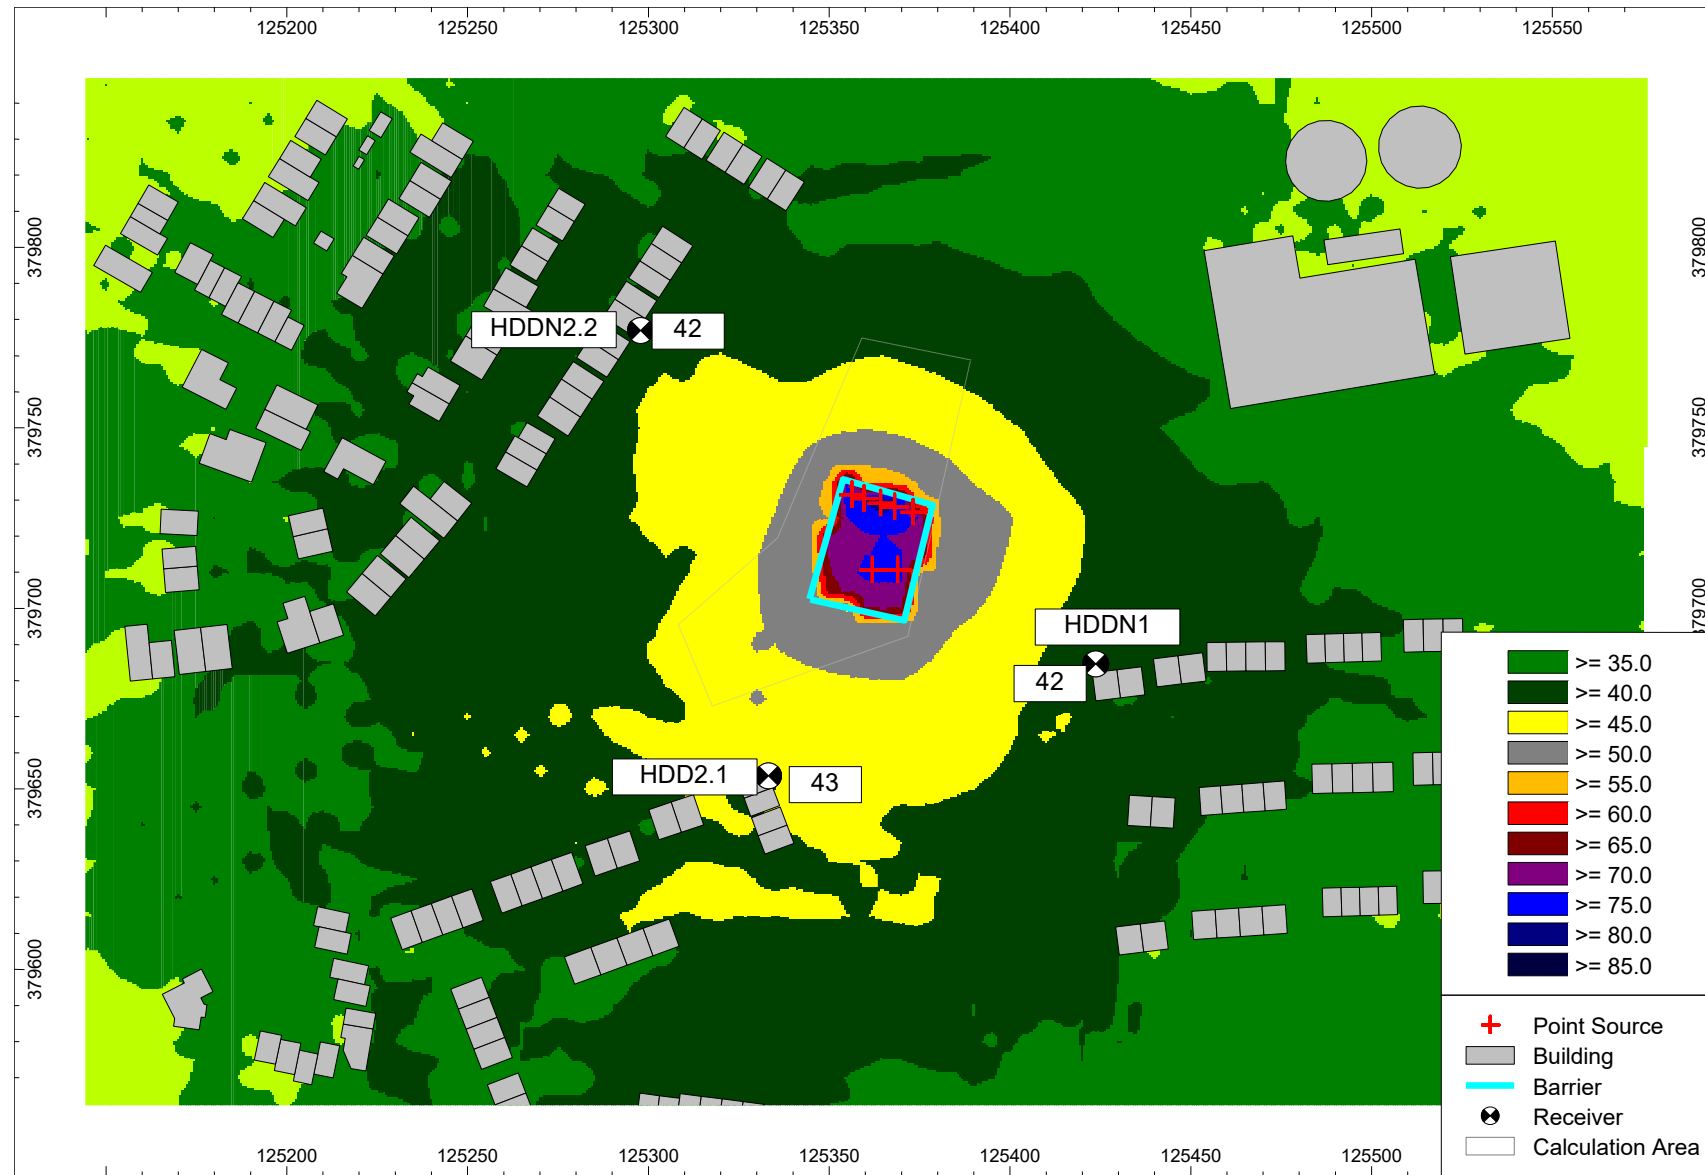 125200 125250 125300 125350 125400 125450 125500 125550
379800 379800
HDDN2.2 42
379750 379750
379700 379700
HDDN1
42
HDD2.1 43
379650
379600
>= 35.0
>= 40.0
>= 45.0
>= 50.0
>= 55.0
>= 60.0
>= 65.0
>= 70.0
>= 75.0
>= 80.0
>= 85.0
Point Source
Building
Barrier
Receiver
Calculation Area
125200 125250 125300 125350 125400 125450 125500